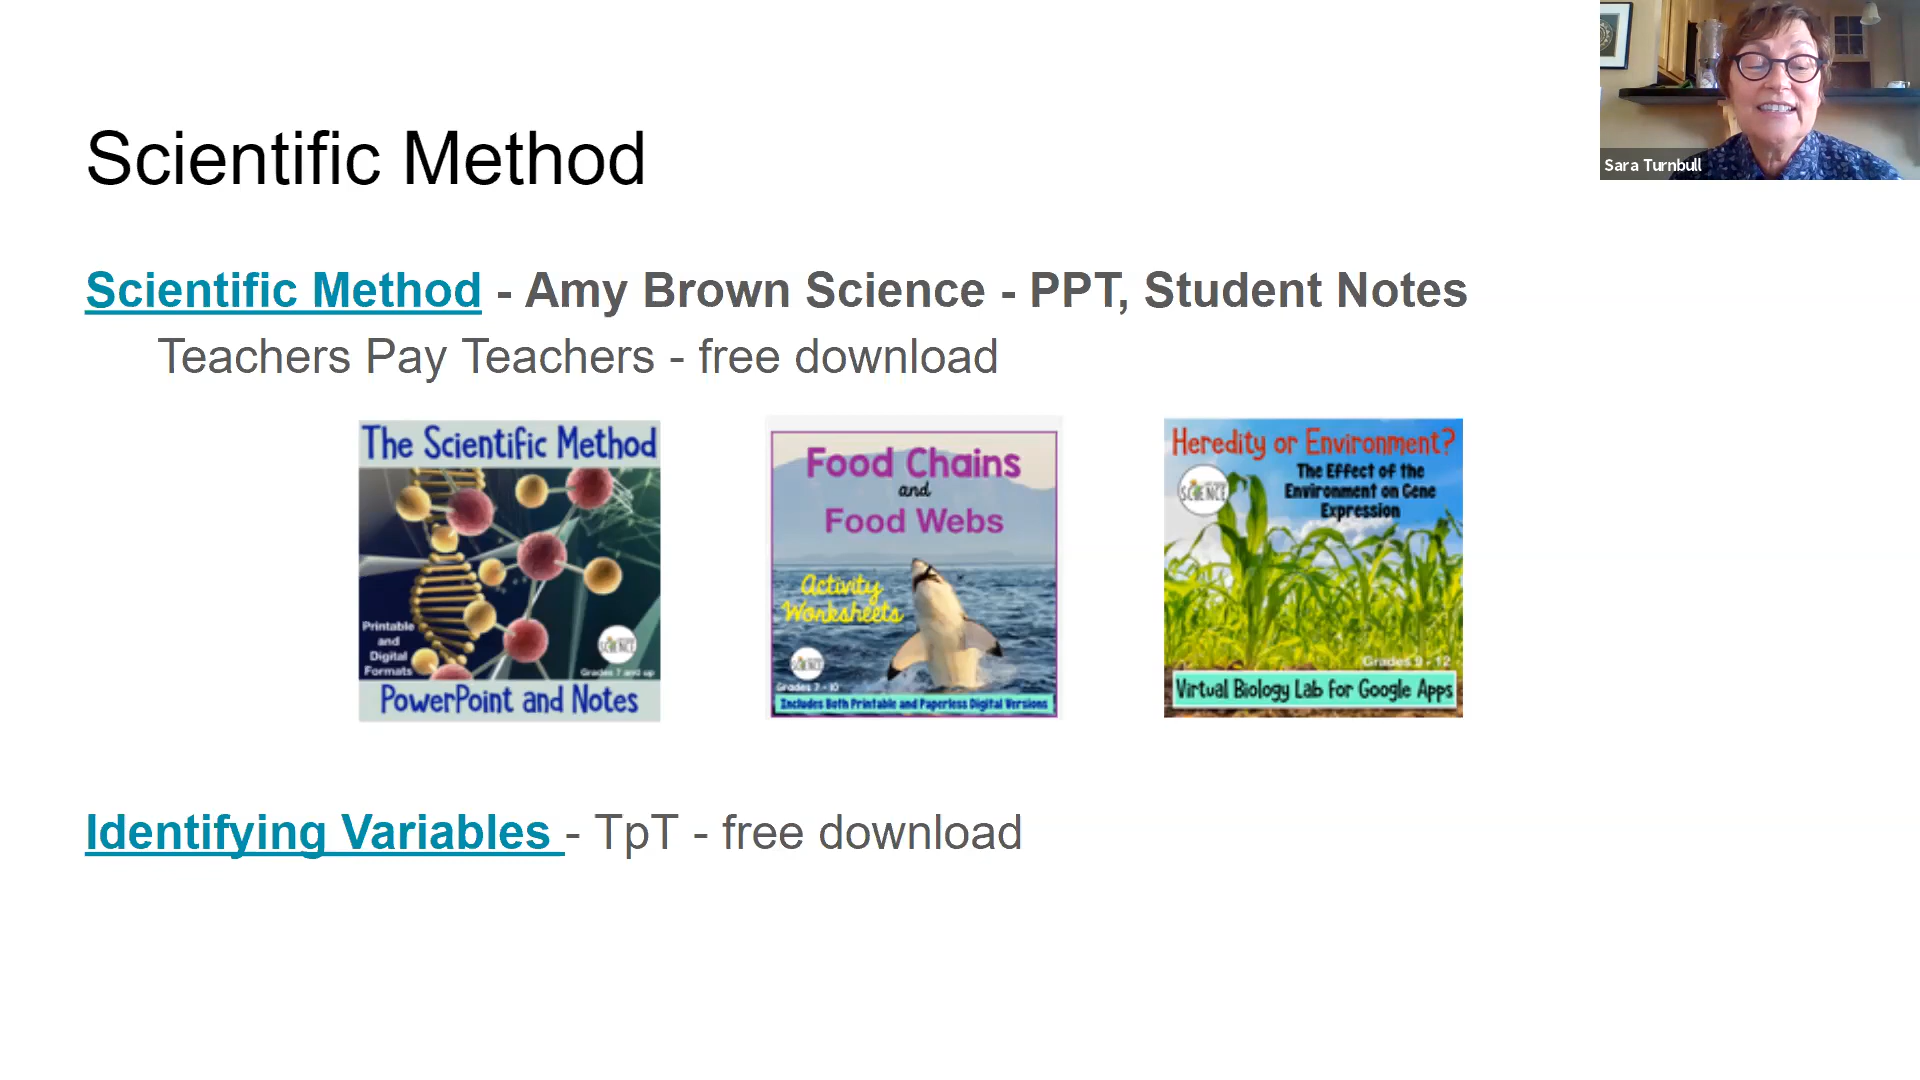 Sara Turnbull
Scientific Method
Scientific Method - Amy Brown Science - PPT, Student Notes
Teachers Pay Teachers - free download
The Scientific Method
Printable
and
Digital
Formats
SCIENCE
Grades 7 and up
PowerPoint and Notes
Food Chains
and
Food Webs
Activity
Worksheets
SCIENCE
Grades 7 - 10
Includes Both Printable and Paperless Digital Versions
Heredity or Environment?
The Effect of the
Environment on Gene
Expression
SCIENCE
Grades 9 - 12
Virtual Biology Lab for Google Apps
Identifying Variables - TpT - free download